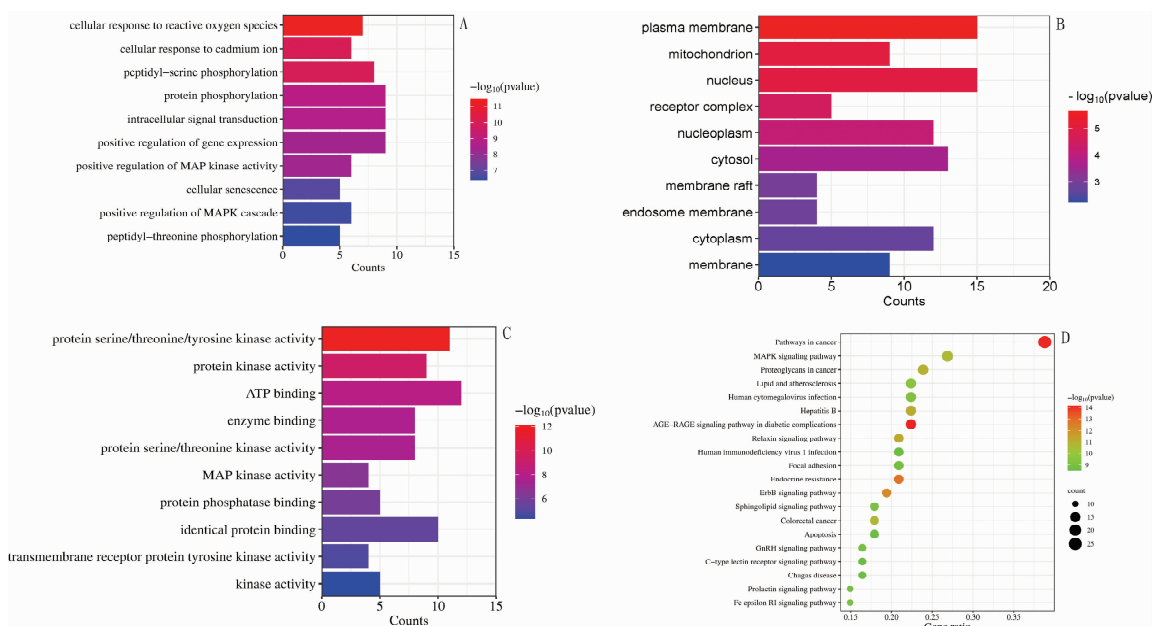 A
cellular response to reactive oxygen species
cellular response to cadmium ion
peptidyl-serine phosphorylation
protein phosphorylation
intracellular signal transduction
positive regulation of gene expression
positive regulation of MAP kinase activity
cellular senescence
positive regulation of MAPK cascade
peptidyl-threonine phosphorylation
0 5 10 15
Counts
-log10(pvalue)
11
10
9
8
7
B
plasma membrane
mitochondrion
nucleus
receptor complex
nucleoplasm
cytosol
membrane raft
endosome membrane
cytoplasm
membrane
0 5 10 15 20
Counts
- log10(pvalue)
5
4
3
C
protein serine/threonine/tyrosine kinase activity
protein kinase activity
ATP binding
enzyme binding
protein serine/threonine kinase activity
MAP kinase activity
protein phosphatase binding
identical protein binding
transmembrane receptor protein tyrosine kinase activity
kinase activity
0 5 10 15
Counts
-log10(pvalue)
12
10
8
6
D
Pathways in cancer
MAPK signaling pathway
Proteoglycans in cancer
Lipid and atherosclerosis
Human cytomegalovirus infection
Hepatitis B
AGE-RAGE signaling pathway in diabetic complications
Relaxin signaling pathway
Human immunodeficiency virus 1 infection
Focal adhesion
Endocrine resistance
ErbB signaling pathway
Sphingolipid signaling pathway
Colorectal cancer
Apoptosis
GnRH signaling pathway
C-type lectin receptor signaling pathway
Chagas disease
Prolactin signaling pathway
Fc epsilon RI signaling pathway
0.15 0.20 0.25 0.30 0.35
Gene ratio
-log10(pvalue)
14
13
12
11
10
9
count
10
15
20
25